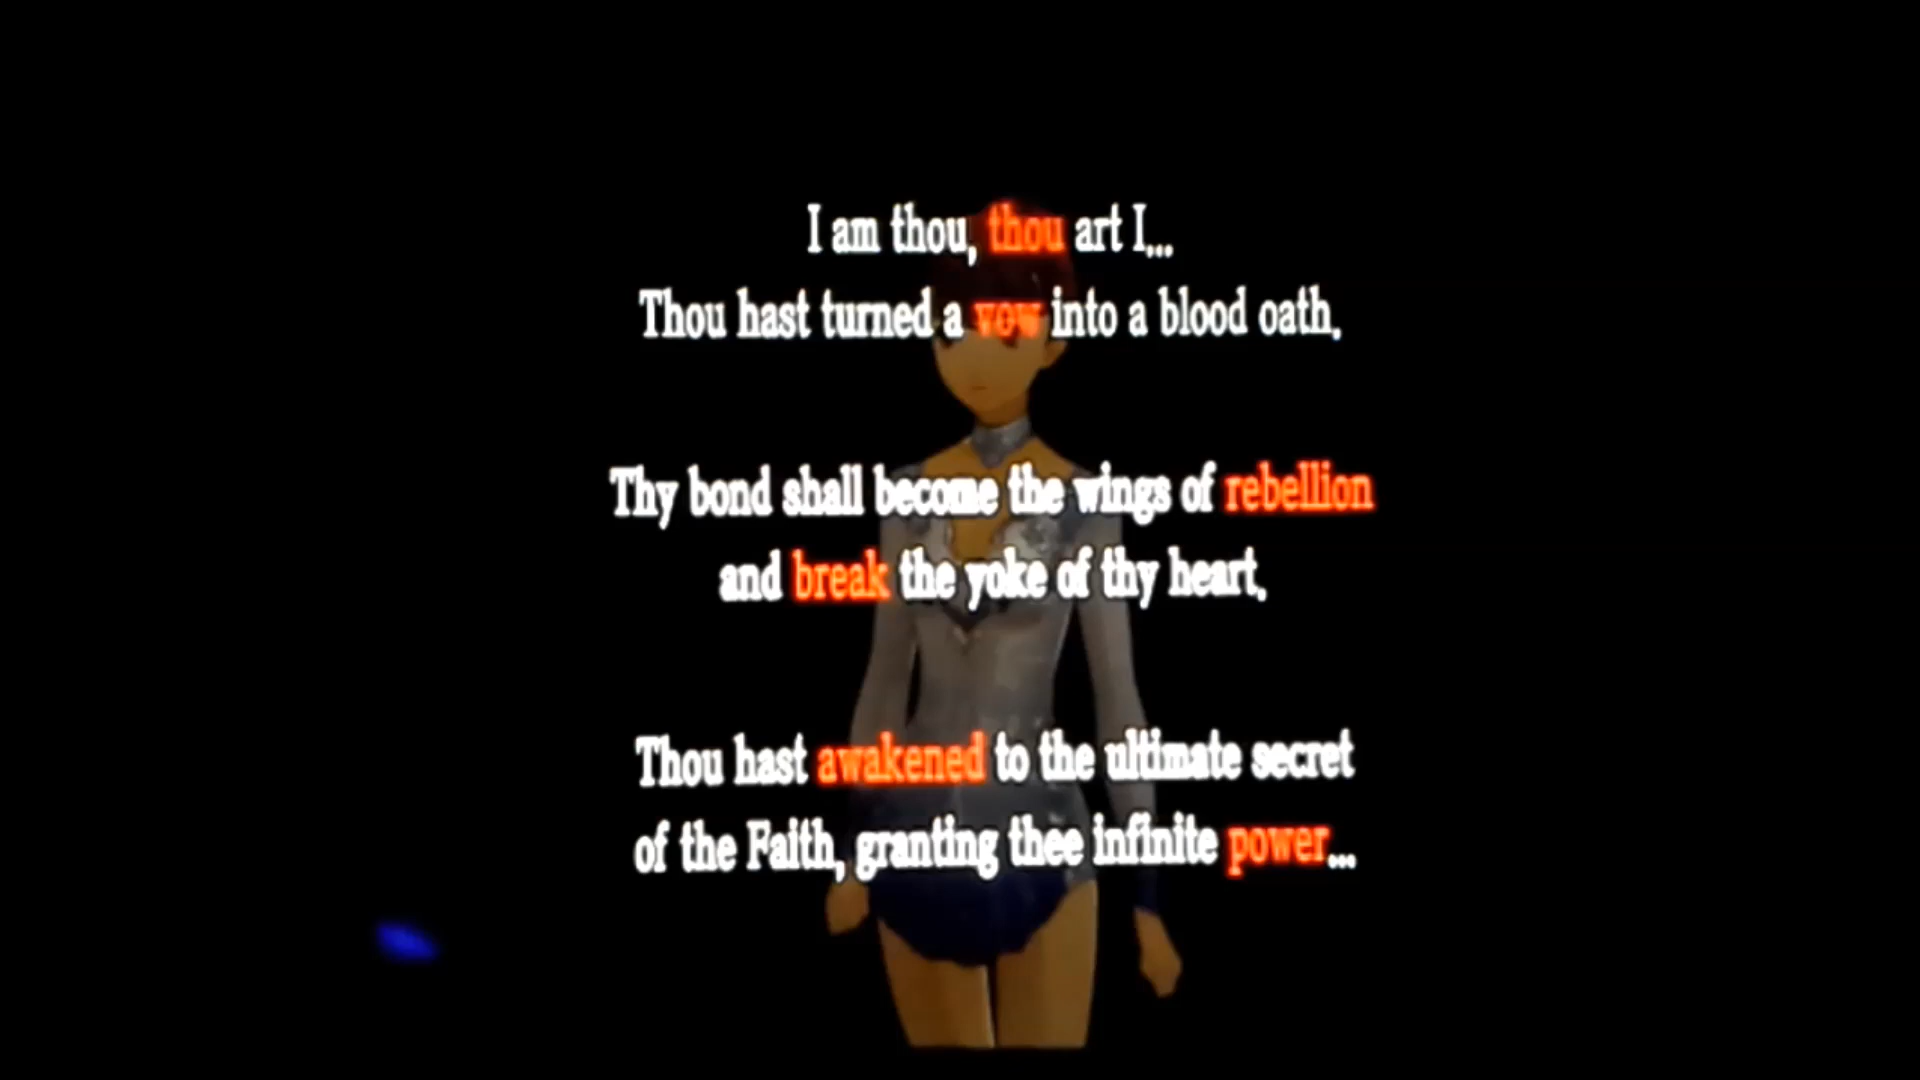 I am thou, thou art I...
Thou hast turned a vow into a blood oath.
Thy bond shall become the wings of rebellion
and break the yoke of thy heart.
Thou hast awakened to the ultimate secret
of the Faith, granting thee infinite power...